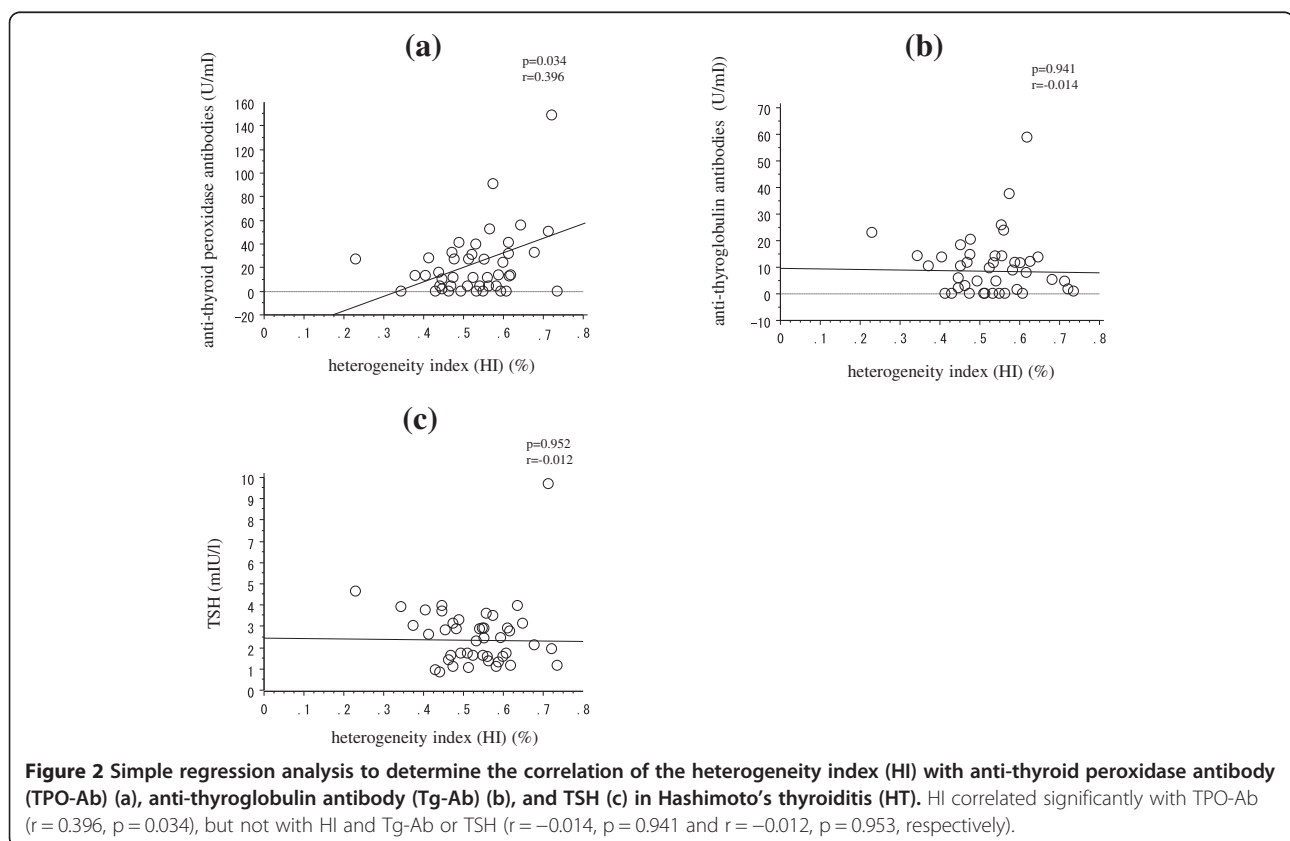 (a)
p=0.034
r=0.396
anti-thyroid peroxidase antibodies (U/ml)
160
140
120
100
80
60
40
20
0
−20
0 .1 .2 .3 .4 .5 .6 .7 .8
heterogeneity index (HI) (%)
(b)
p=0.941
r=-0.014
anti-thyroglobulin antibodies (U/ml))
70
60
50
40
30
20
10
0
−10
0 .1 .2 .3 .4 .5 .6 .7 .8
heterogeneity index (HI) (%)
(c)
p=0.952
r=-0.012
TSH (mIU/l)
10
9
8
7
6
5
4
3
2
1
0
0 .1 .2 .3 .4 .5 .6 .7 .8
heterogeneity index (HI) (%)
Figure 2 Simple regression analysis to determine the correlation of the heterogeneity index (HI) with anti-thyroid peroxidase antibody
(TPO-Ab) (a), anti-thyroglobulin antibody (Tg-Ab) (b), and TSH (c) in Hashimoto’s thyroiditis (HT). HI correlated significantly with TPO-Ab
(r = 0.396, p = 0.034), but not with HI and Tg-Ab or TSH (r = −0.014, p = 0.941 and r = −0.012, p = 0.953, respectively).